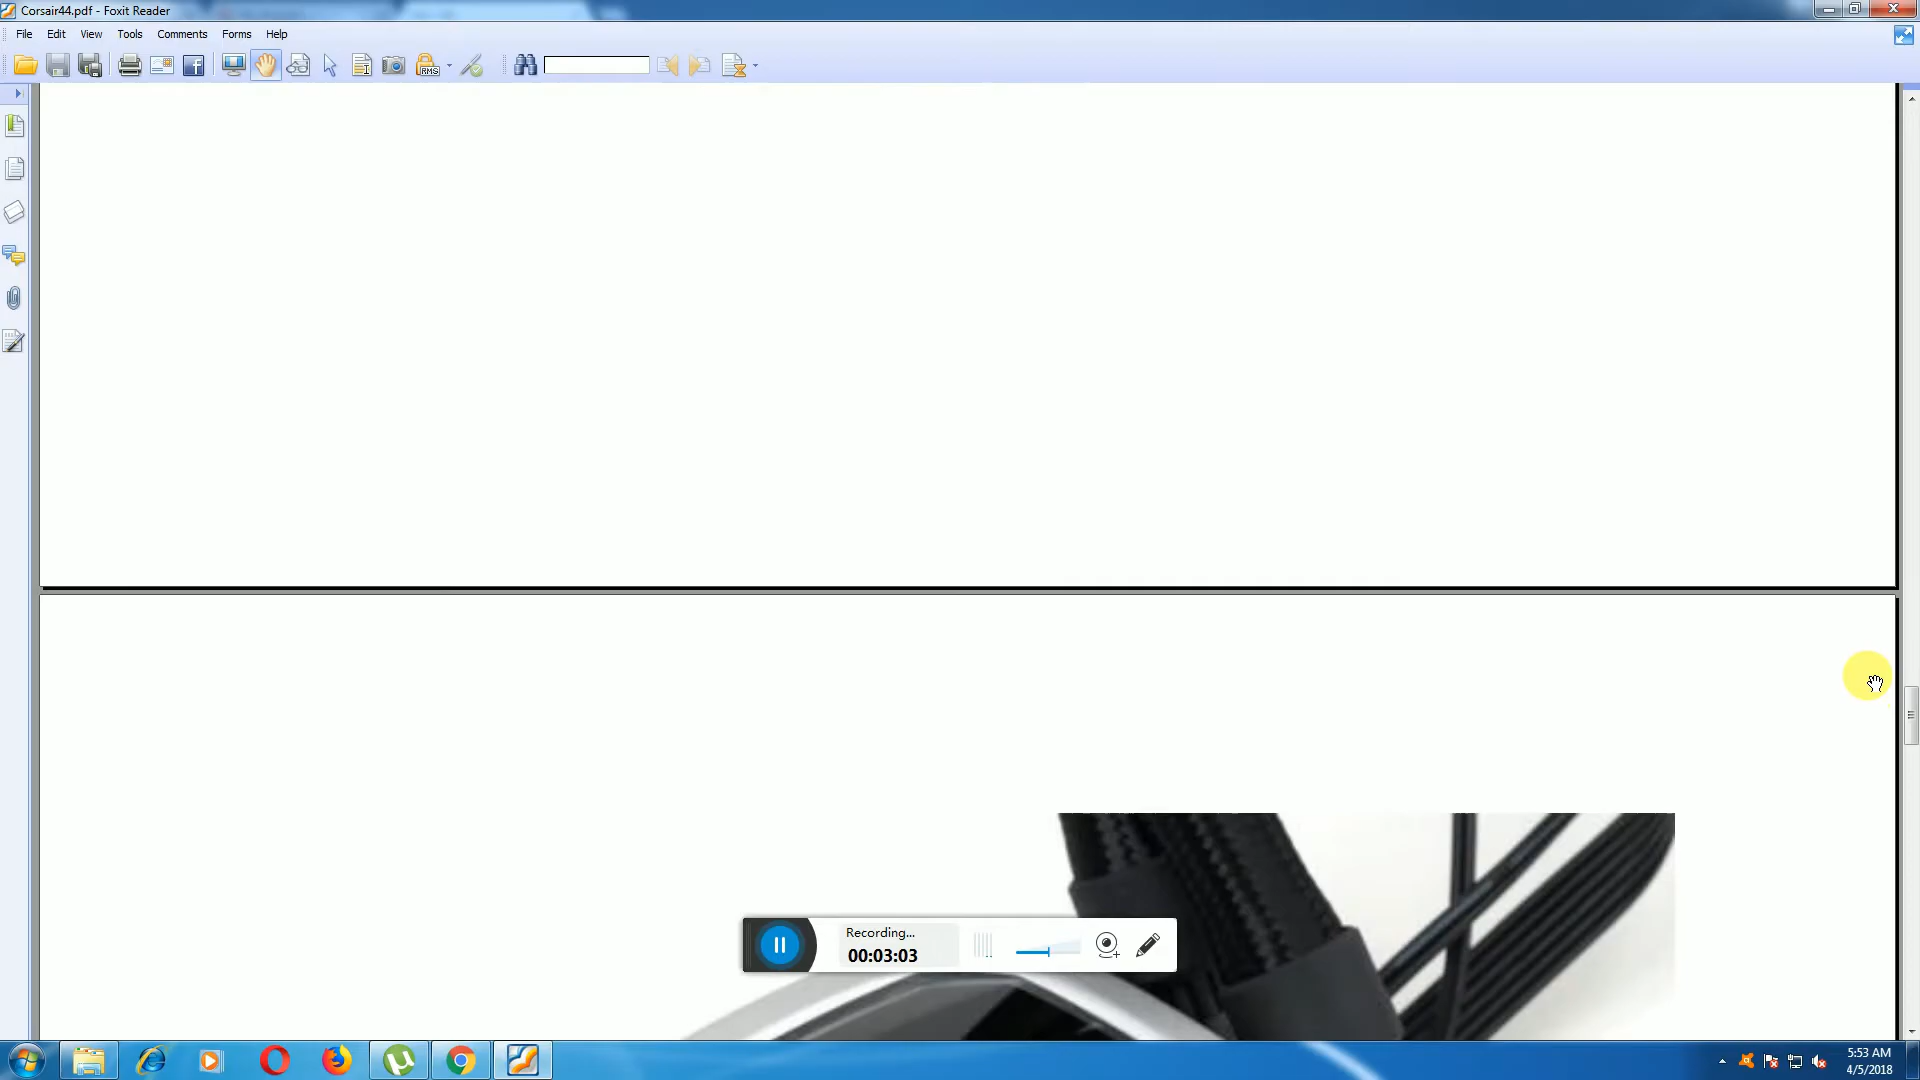 Corsair44.pdf - Foxit Reader
File Edit View Tools Comments Forms Help
RMS
Recording...
00:03:03
5:53 AM
4/5/2018